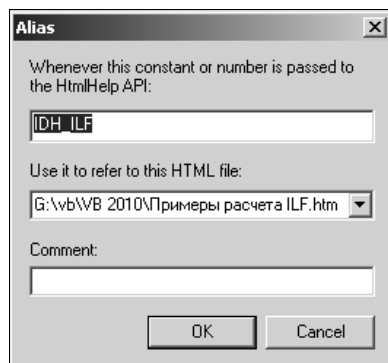 Alias
Whenever this constant or number is passed to
the HtmlHelp API:
IDH_ILF
Use it to refer to this HTML file:
G:\vb\VB 2010\Примеры расчета ILF.htm
Comment:
OK
Cancel